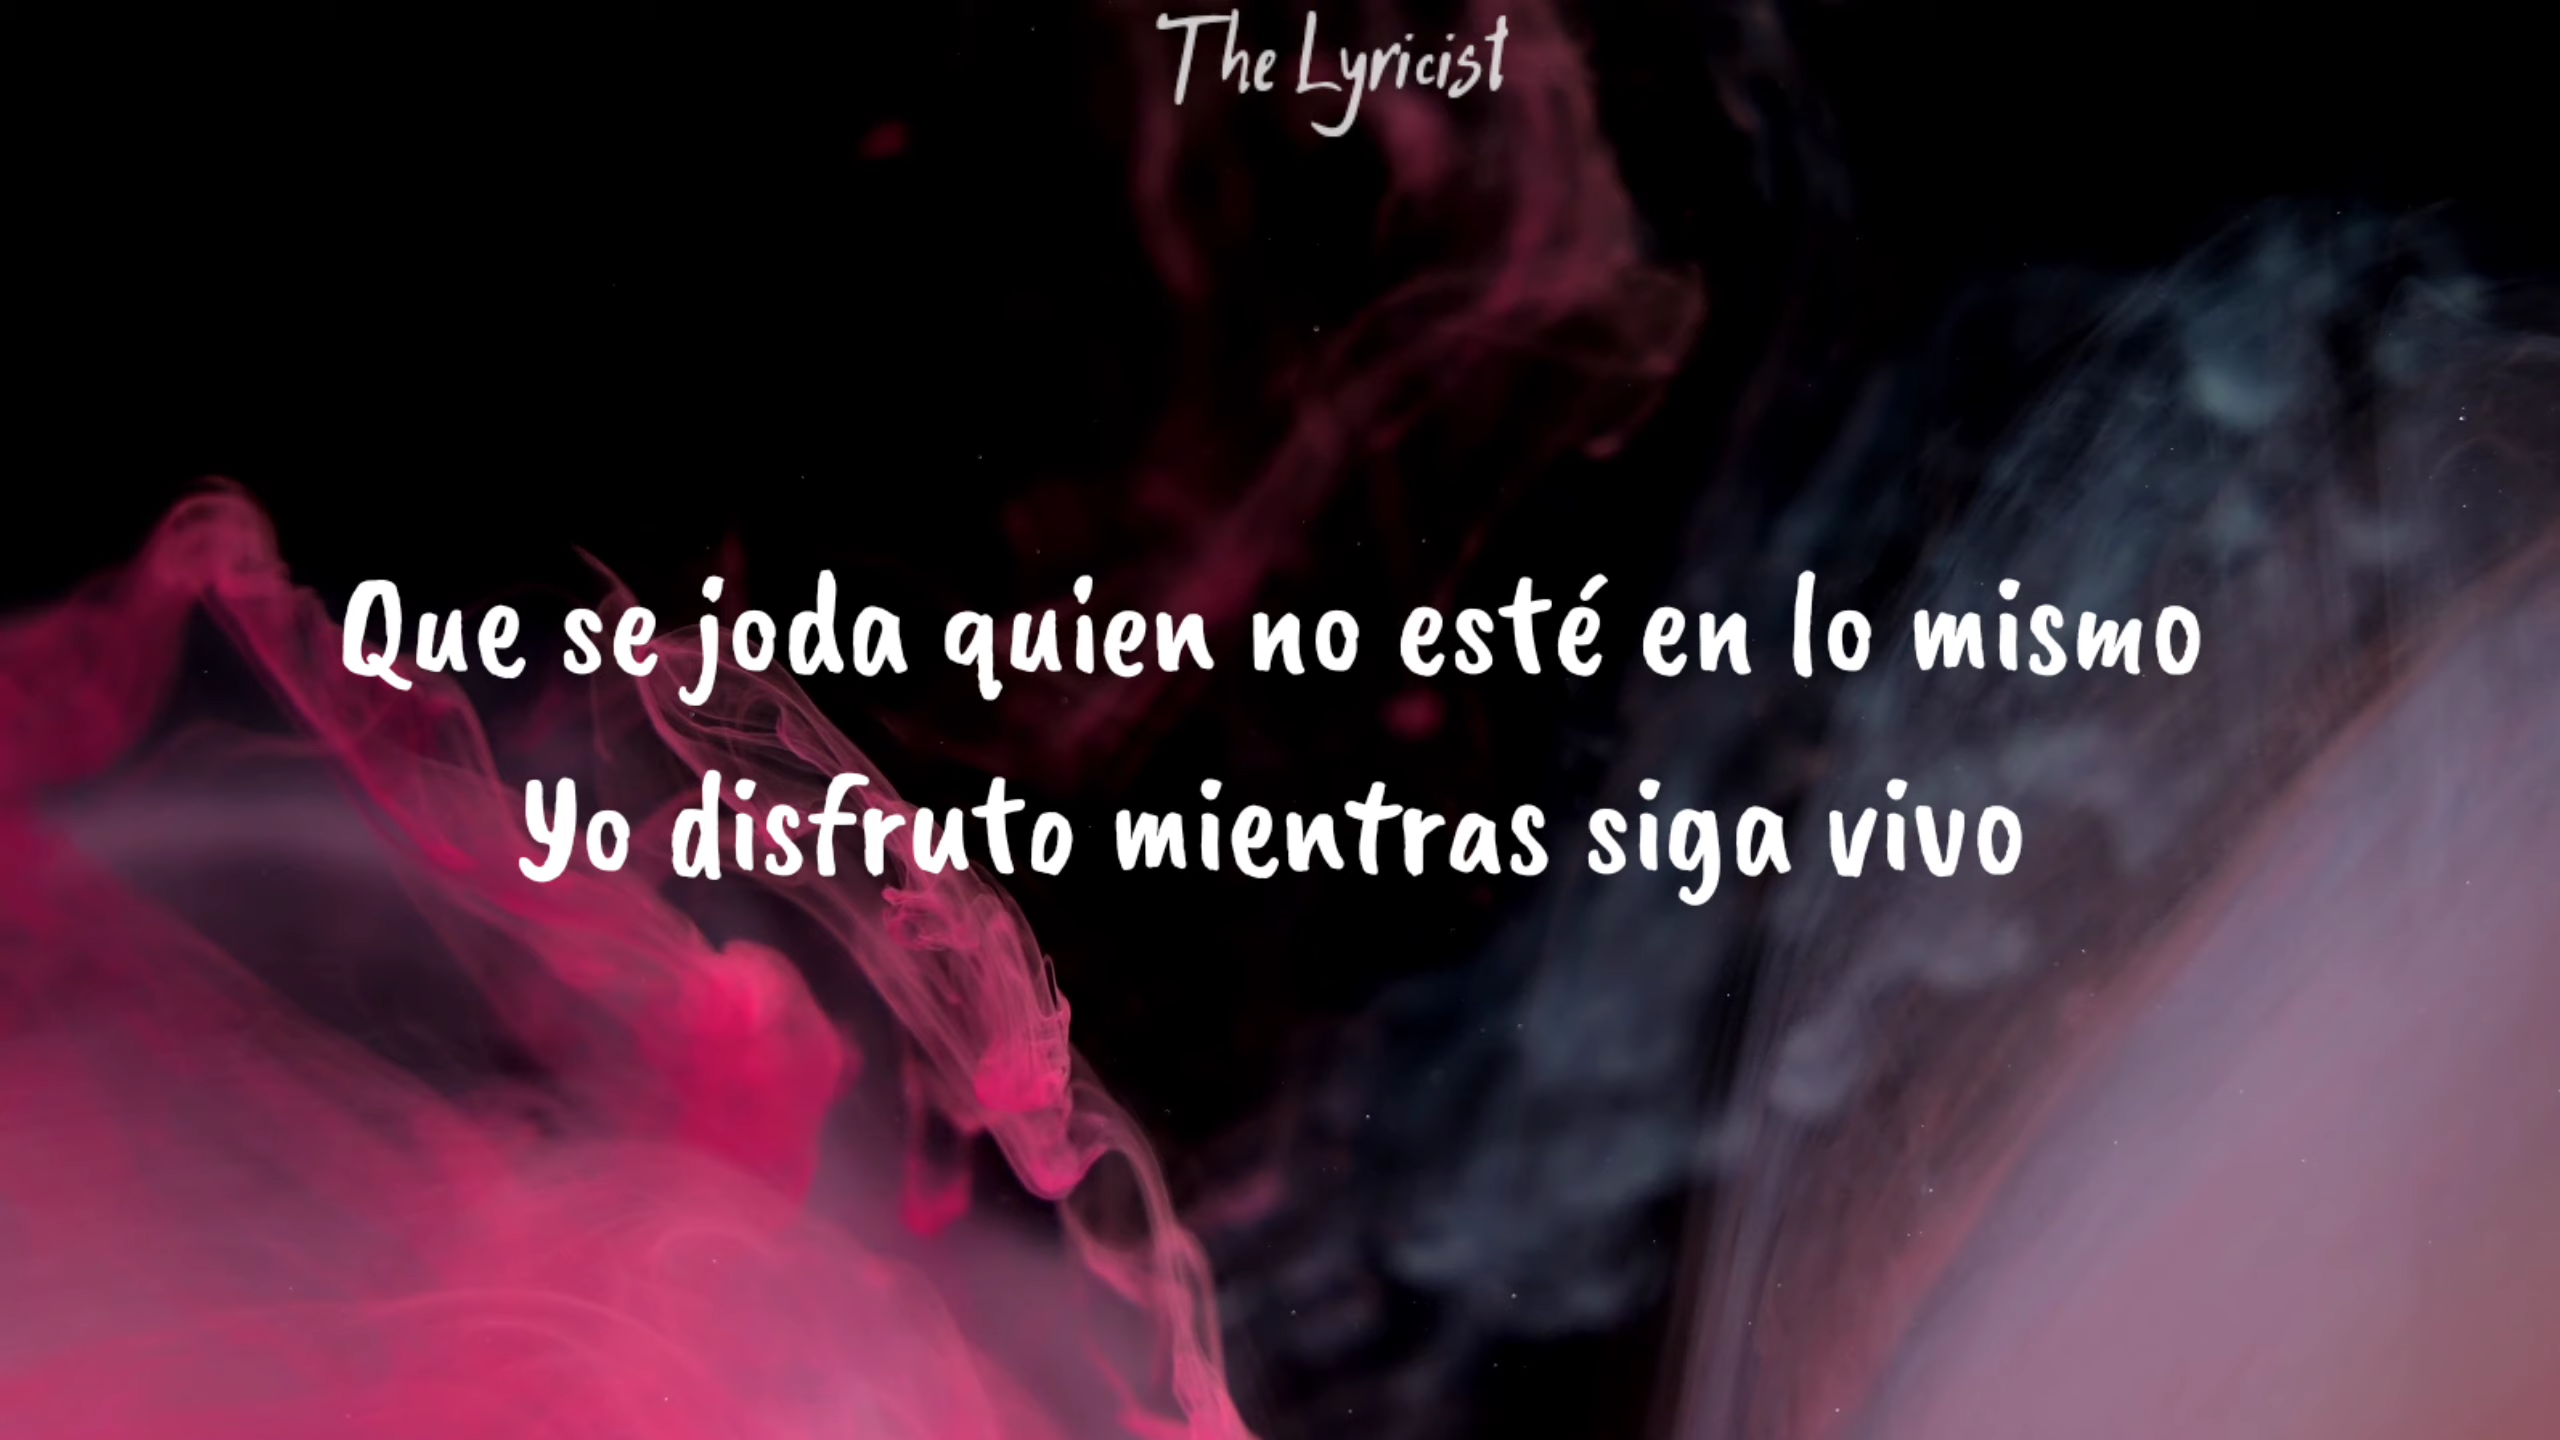 The Lyricist
Que se joda quien no esté en lo mismo
Yo disfruto mientras siga vivo